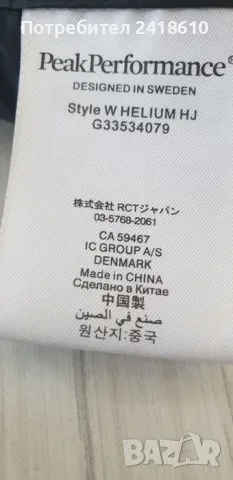 Потребител 2418610
PeakPerformance®
DESIGNED IN SWEDEN
Style W HELIUM HJ
G33534079
株式会社 RCTジャパン
03-5768-2061
CA 59467
IC GROUP A/S
DENMARK
Made in CHINA
Сделано в Китае
中国製
صنع في الصين
원산지:중국
bazar